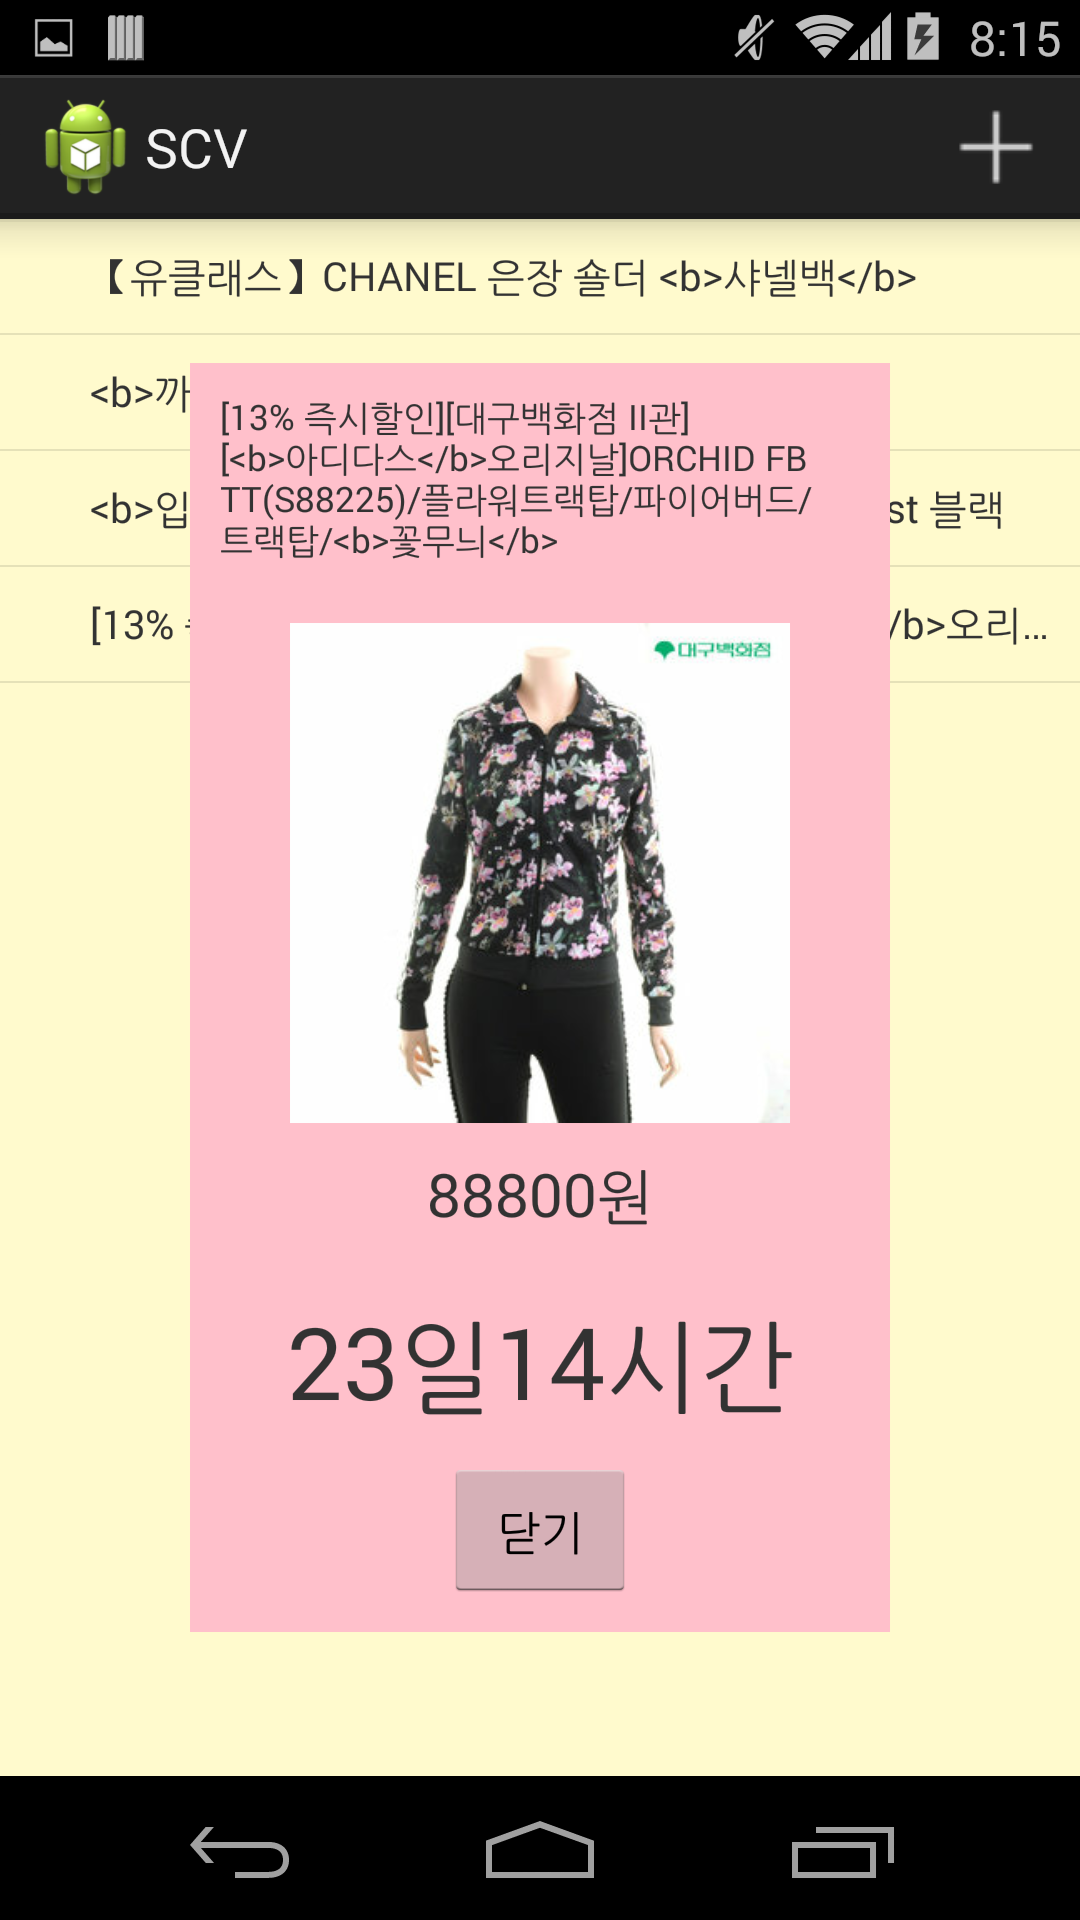 8:15
SCV
【유클래스】CHANEL 은장 숄더 <b>샤넬백</b>
<b>까
[13% 즉시할인][대구백화점 II관]
[<b>아디다스</b>오리지날]ORCHID FB
TT(S88225)/플라워트랙탑/파이어버드/
트랙탑/<b>꽃무늬</b>
<b>입
st 블랙
[13%
/b>오리...
대구백화점
88800원
23일14시간
닫기